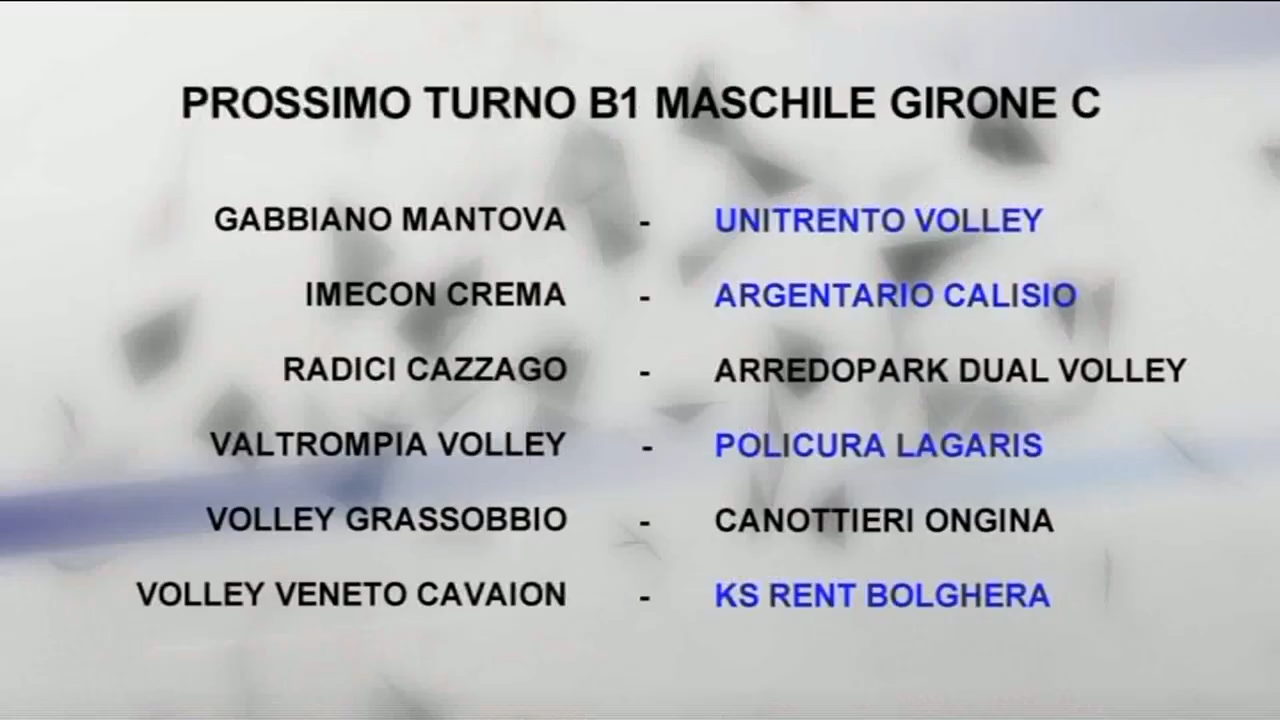 PROSSIMO TURNO B1 MASCHILE GIRONE C
GABBIANO MANTOVA - UNITRENTO VOLLEY
IMECON CREMA - ARGENTARIO CALISIO
RADICI CAZZAGO - ARREDOPARK DUAL VOLLEY
VALTROMPIA VOLLEY - POLICURA LAGARIS
VOLLEY GRASSOBBIO - CANOTTIERI ONGINA
VOLLEY VENETO CAVAION - KS RENT BOLGHERA